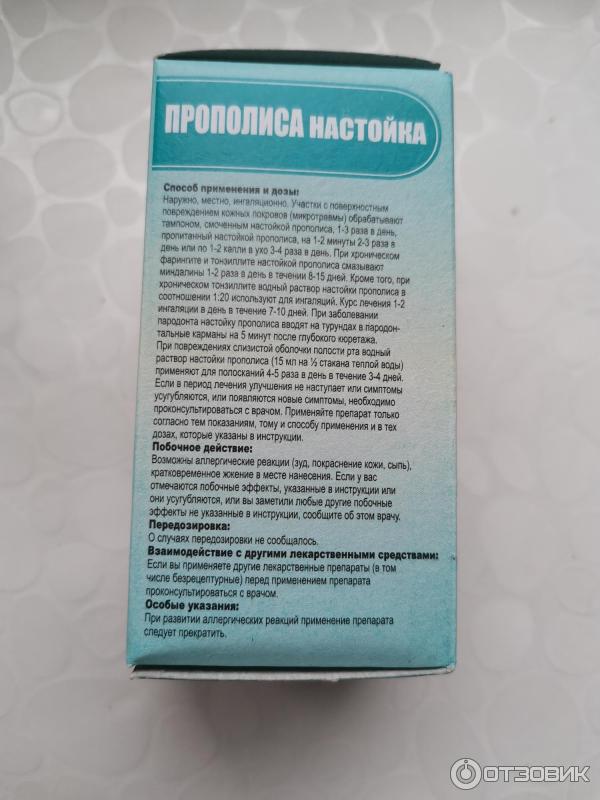 ПРОПОЛИСА НАСТОЙКА
Способ применения и дозы:
Наружно, местно, ингаляционно. Участки с поверхностным
повреждением кожных покровов (микротравмы) обрабатывают
тампоном, смоченным настойкой прополиса, 1-3 раза в день,
пропитанный настойкой прополиса, на 1-2 минуты 2-3 раза в
день или по 1-2 капли в ухо 3-4 раза в день. При хроническом
фарингите и тонзиллите настойкой прополиса смазывают
миндалины 1-2 раза в день в течении 8-15 дней. Кроме того, при
хроническом тонзиллите водный раствор настойки прополиса в
соотношении 1:20 используют для ингаляций. Курс лечения 1-2
ингаляции в день в течение 7-10 дней. При заболевании
пародонта настойку прополиса вводят на турундах в пародон-
тальные карманы на 5 минут после глубокого кюретажа.
При повреждениях слизистой оболочки полости рта водный
раствор настойки прополиса (15 мл на ½ стакана теплой воды)
применяют для полосканий 4-5 раза в день в течение 3-4 дней.
Если в период лечения улучшения не наступает или симптомы
усугубляются, или появляются новые симптомы, необходимо
проконсультироваться с врачом. Применяйте препарат только
согласно тем показаниям, тому и способу применения и в тех
дозах, которые указаны в инструкции.
Побочное действие:
Возможны аллергические реакции (зуд, покраснение кожи, сыпь),
кратковременное жжение в месте нанесения. Если у вас
отмечаются побочные эффекты, указанные в инструкции или
они усугубляются, или вы заметили любые другие побочные
эффекты не указанные в инструкции, сообщите об этом врачу.
Передозировка:
О случаях передозировки не сообщалось.
Взаимодействие с другими лекарственными средствами:
Если вы применяете другие лекарственные препараты (в том
числе безрецептурные) перед применением препарата
проконсультироваться с врачом.
Особые указания:
При развитии аллергических реакций применение препарата
следует прекратить.
ОТЗОВИК